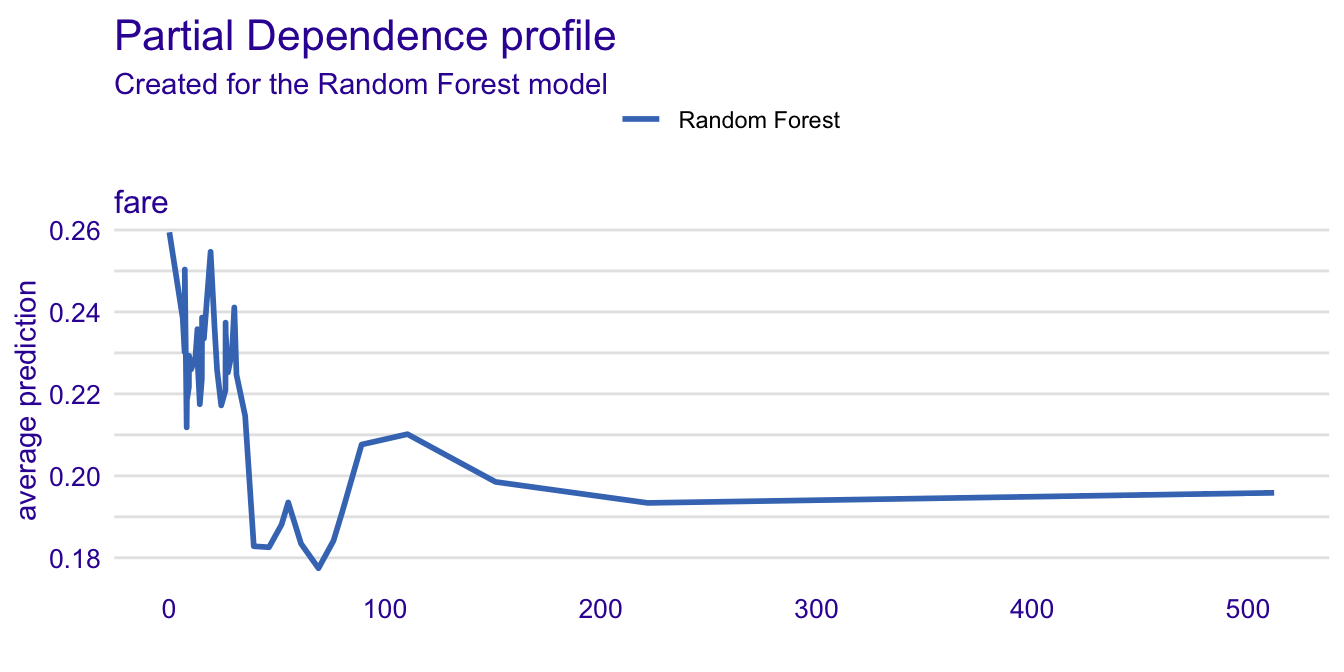 Partial Dependence profile
Created for the Random Forest model
Random Forest
fare
average prediction
0.26
0.24
0.22
0.20
0.18
0 100 200 300 400 500